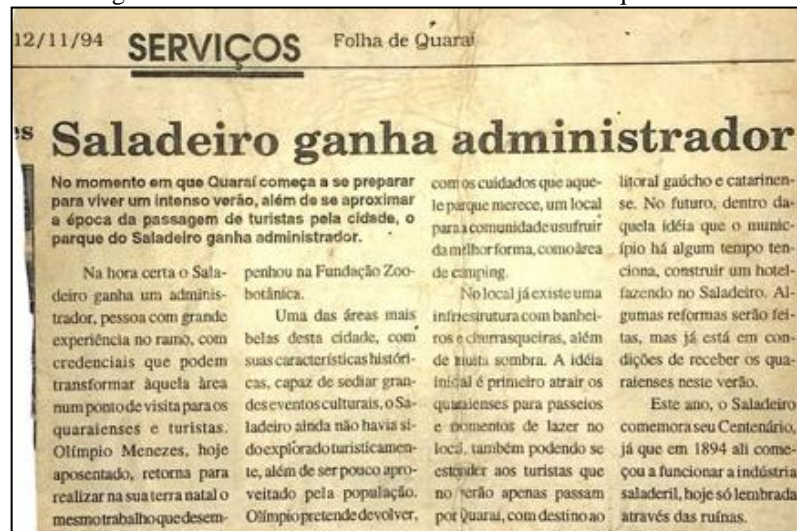 12/11/94 SERVIÇOS Folha de Quaraí
Saladeiro ganha administrador
No momento em que Quaraí começa a se preparar
para viver um intenso verão, além de se aproximar
a época da passagem de turistas pela cidade, o
parque do Saladeiro ganha administrador.
Na hora certa o Sala-
deiro ganha um adminis-
trador, pessoa com grande
experiência no ramo, com
credenciais que podem
transformar àquela àrea
num ponto de visita para os
quaraienses e turistas.
Olímpio Menezes, hoje
aposentado, retorna para
realizar na sua terra natal o
mesmo trabalho que desem-
penhou na Fundação Zoo-
botânica.
Uma das áreas mais
belas desta cidade, com
suas características históri-
cas, capaz de sediar gran-
des eventos culturais, o Sa-
ladeiro ainda não havia si-
do explorado turisticamen-
te, além de ser pouco apro-
veitado pela população.
Olímpio pretende devolver,
com os cuidados que aque-
le parque merece, um local
para a comunidade usufruir
da melhor forma, como àrea
de camping.
No local já existe uma
infriestrutura com banhei-
ros e churrasqueiras, além
de muita sombra. A idéia
inicial é primeiro atrair os
quaraienses para passeios
e momentos de lazer no
local, também podendo se
estender aos turistas que
no verão apenas passam
por Quaraí, com destino ao
litoral gaúcho e catarinen-
se. No futuro, dentro da-
quela idéia que o munic-
ípio há algum tempo ten-
ciona, construir um hotel-
fazendo no Saladeiro. Al-
gumas reformas serão fei-
tas, mas já está em con-
dições de receber os qua-
raienses neste verão.
Este ano, o Saladeiro
comemora seu Centenário,
já que em 1894 ali come-
çou a funcionar a indústria
saladeril, hoje só lembrada
através das ruínas.